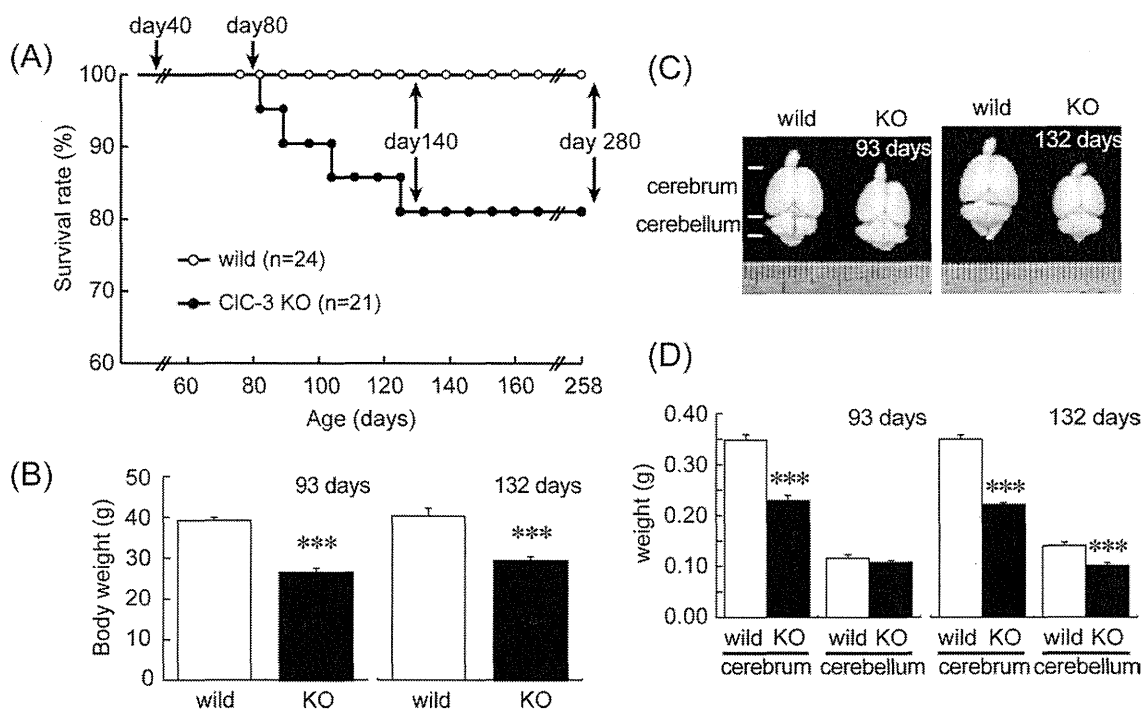 day40
day80
(A)
100
90
80
70
60
Survival rate (%)
day140
day 280
wild (n=24)
ClC-3 KO (n=21)
60 80 100 120 140 160 258
Age (days)
(B)
50
40
30
20
10
0
Body weight (g)
93 days
132 days
***
***
wild KO wild KO
(C)
wild KO wild KO
93 days
132 days
cerebrum
cerebellum
(D)
0.40
0.30
0.20
0.10
0.00
weight (g)
93 days
132 days
***
***
***
wild KO wild KO wild KO wild KO
cerebrum cerebellum cerebrum cerebellum